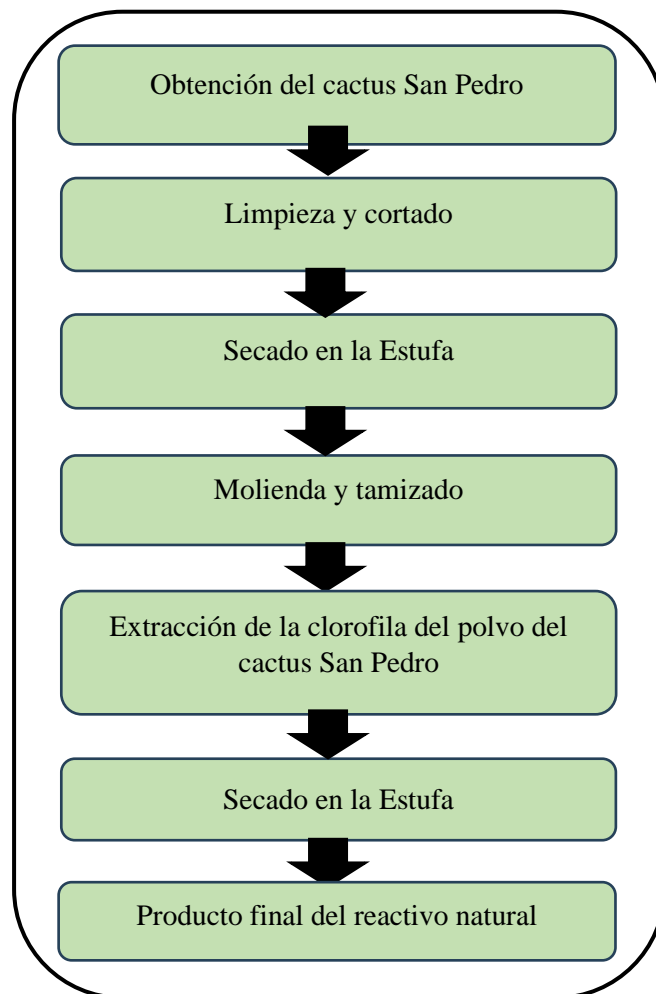 Obtención del cactus San Pedro
Limpieza y cortado
Secado en la Estufa
Molienda y tamizado
Extracción de la clorofila del polvo del
cactus San Pedro
Secado en la Estufa
Producto final del reactivo natural